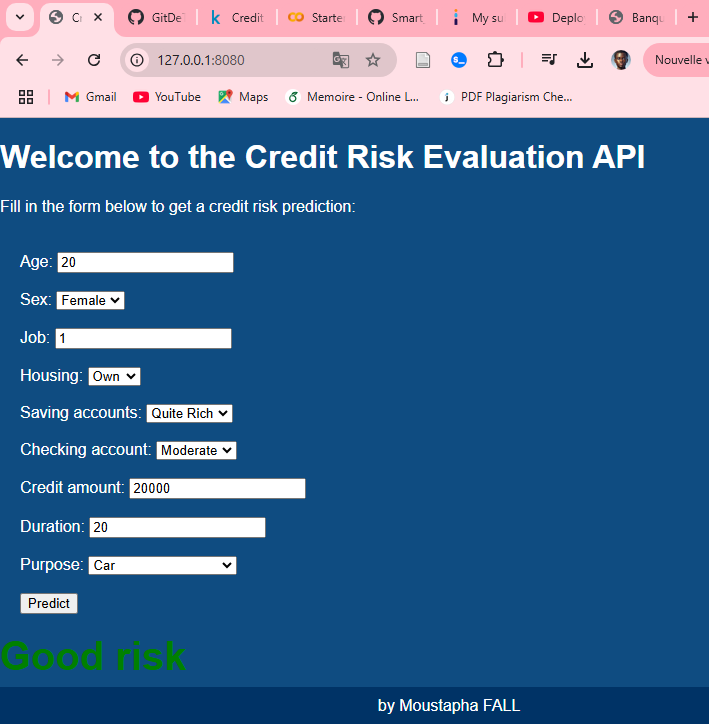 Cr
GitDeT
Credit
Starte
Smart_
My su
Deplo
Banqu
127.0.0.1:8080
Nouvelle v
Gmail YouTube Maps Memoire - Online L... PDF Plagiarism Che...
Welcome to the Credit Risk Evaluation API
Fill in the form below to get a credit risk prediction:
Age: 20
Sex: Female
Job: 1
Housing: Own
Saving accounts: Quite Rich
Checking account: Moderate
Credit amount: 20000
Duration: 20
Purpose: Car
Predict
Good risk
by Moustapha FALL